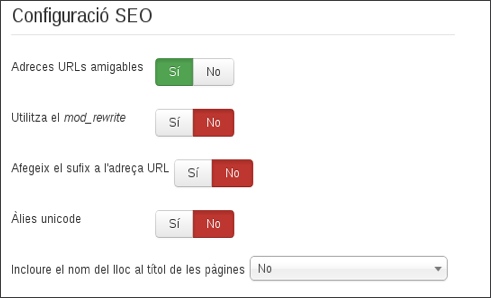 Configuració SEO
Adreces URLs amigables Sí No
Utilitza el mod_rewrite Sí No
Afegeix el sufix a l'adreça URL Sí No
Àlies unicode Sí No
Incloure el nom del lloc al títol de les pàgines No